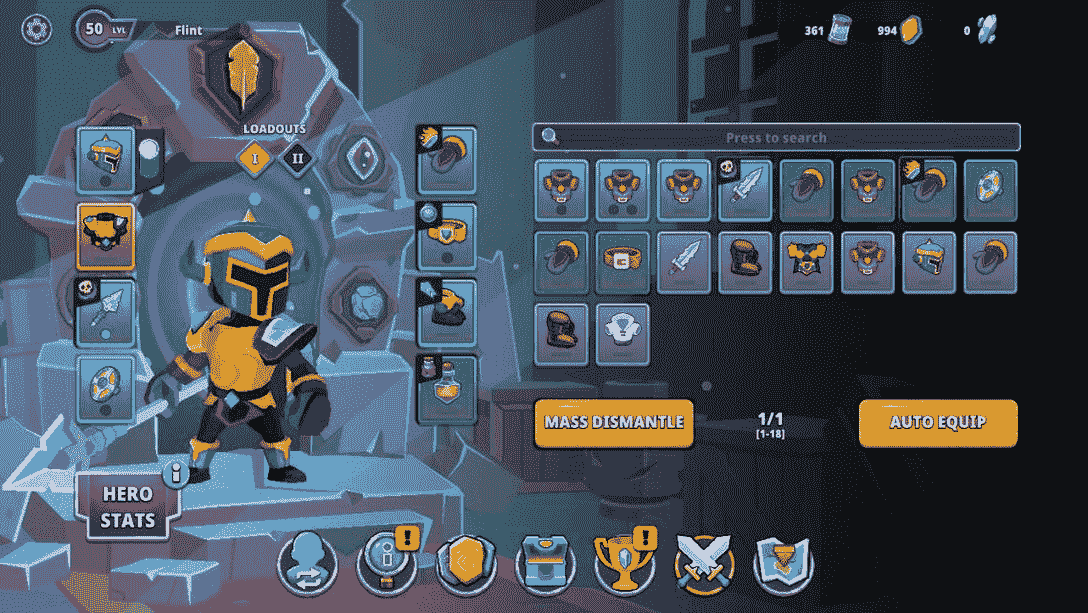 50 LVL
Flint
361
994
0
LOADOUTS
I
II
Press to search
MASS DISMANTLE
1/1
[1-18]
AUTO EQUIP
HERO
STATS